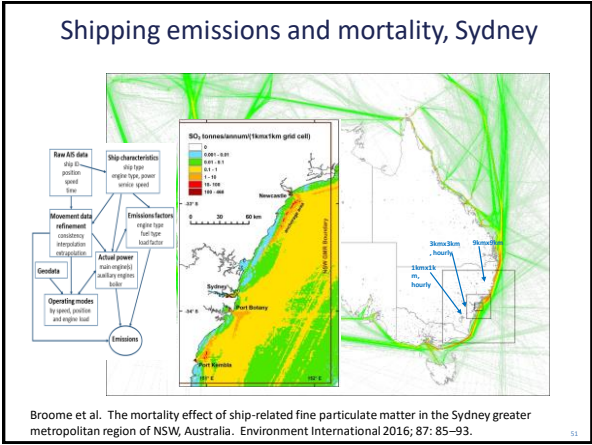 Shipping emissions and mortality, Sydney
Raw AIS data
ship ID
position
speed
time
Ship characteristics
ship type
engine type, power
service speed
Movement data
refinement
consistency
interpolation
extrapolation
Emissions factors
engine type
fuel type
load factor
Actual power
main engine(s)
auxiliary engines
boiler
Geodata
Operating modes
by speed, position
and engine load
Emissions
SO₂ tonnes/annum/(1kmx1km grid cell)
0
0.001 - 0.01
0.01 - 0.1
0.1 - 1
1 - 10
10 - 100
100 - 468
Newcastle
anchorage area
0 30 60 km
NSW GMR Boundary
Sydney
Port Botany
Port Kembla
3kmx3km
, hourly
9kmx9km
1kmx1k
m,
hourly
Broome et al. The mortality effect of ship-related fine particulate matter in the Sydney greater
metropolitan region of NSW, Australia. Environment International 2016; 87: 85–93.
51